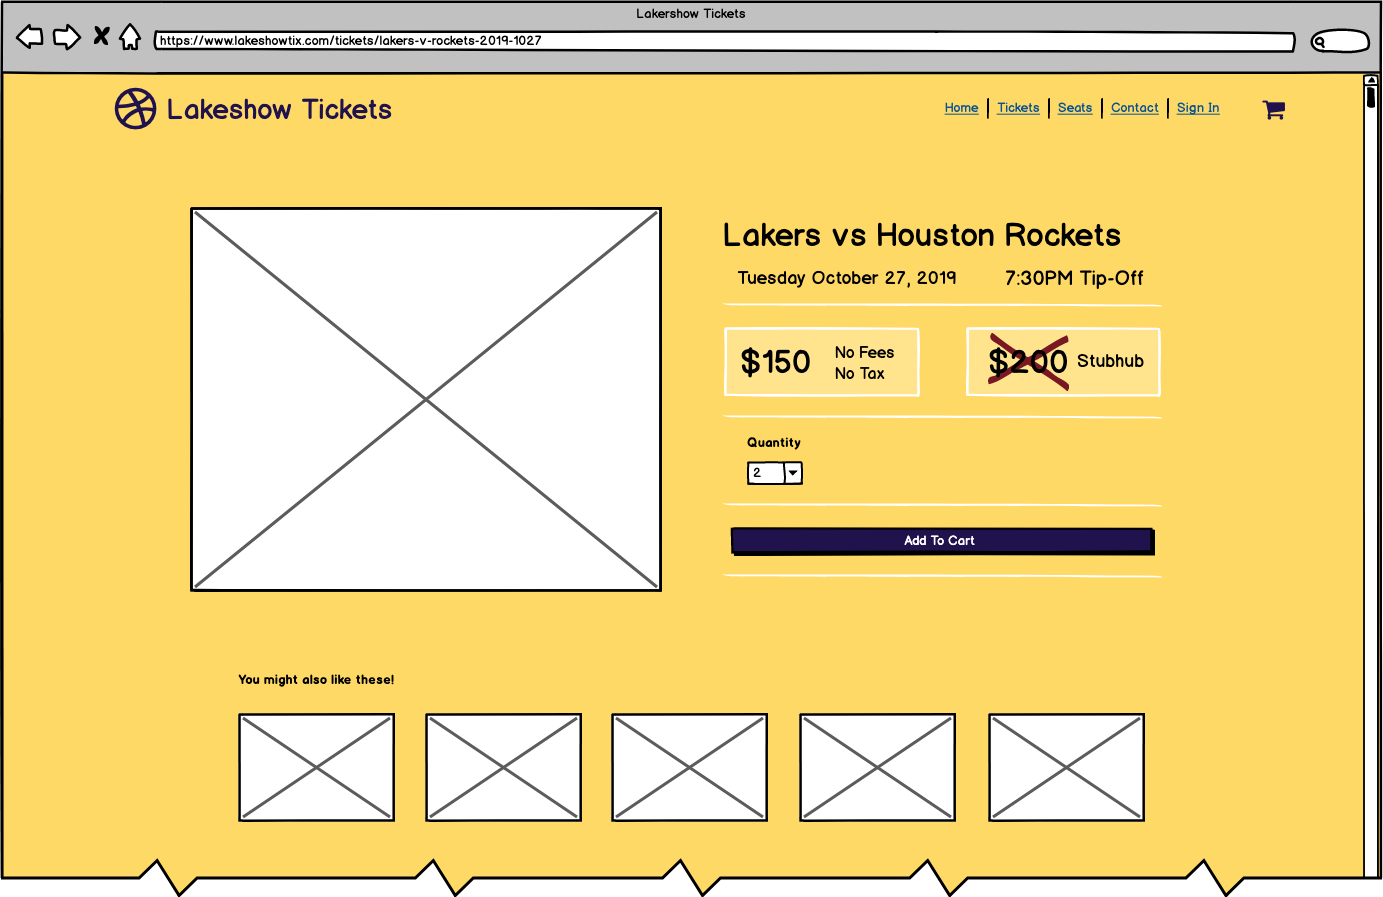 Lakershow Tickets
https://www.lakeshowtix.com/tickets/lakers-v-rockets-2019-1027
Lakeshow Tickets
Home
Tickets
Seats
Contact
Sign In
Lakers vs Houston Rockets
Tuesday October 27, 2019
7:30PM Tip-Off
$150
No Fees
No Tax
$200
Stubhub
Quantity
2
Add To Cart
You might also like these!